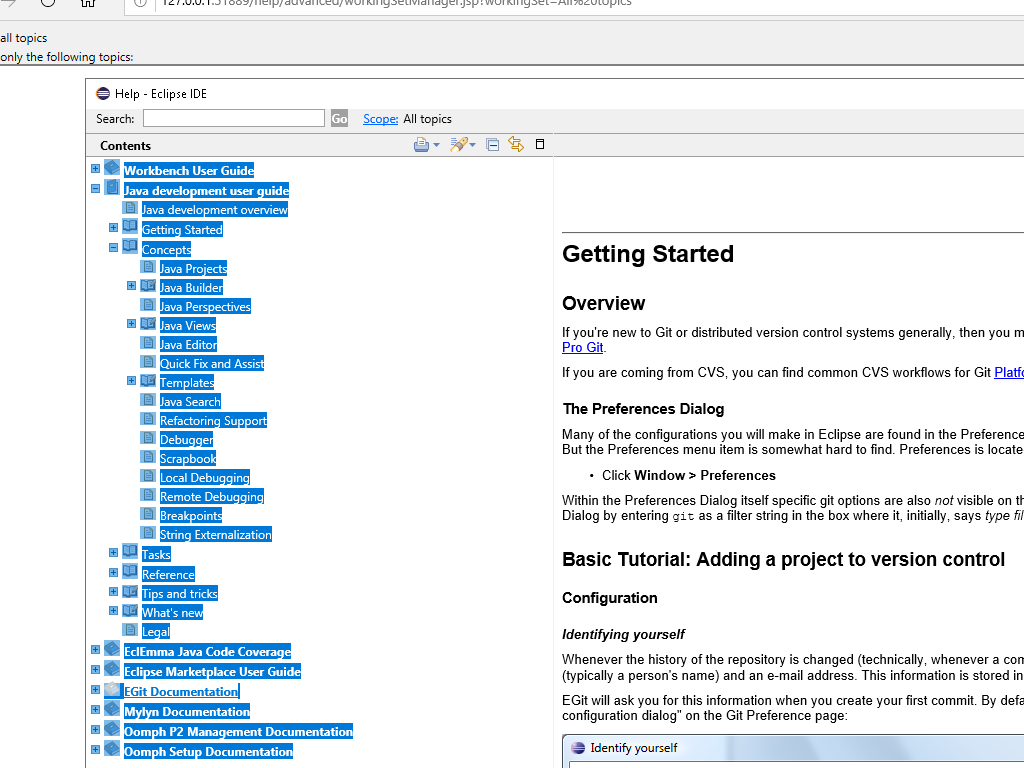 127.0.0.1:51889/help/advanced/workingSetManager.jsp?workingSet=All%20topics
all topics
only the following topics:
Help - Eclipse IDE
Search: Go Scope: All topics
Contents
Workbench User Guide
Java development user guide
Java development overview
Getting Started
Concepts
Java Projects
Java Builder
Java Perspectives
Java Views
Java Editor
Quick Fix and Assist
Templates
Java Search
Refactoring Support
Debugger
Scrapbook
Local Debugging
Remote Debugging
Breakpoints
String Externalization
Tasks
Reference
Tips and tricks
What's new
Legal
EclEmma Java Code Coverage
Eclipse Marketplace User Guide
EGit Documentation
Mylyn Documentation
Oomph P2 Management Documentation
Oomph Setup Documentation
Getting Started
Overview
If you're new to Git or distributed version control systems generally, then you m
Pro Git.
If you are coming from CVS, you can find common CVS workflows for Git Platfo
The Preferences Dialog
Many of the configurations you will make in Eclipse are found in the Preference
But the Preferences menu item is somewhat hard to find. Preferences is locate
• Click Window > Preferences
Within the Preferences Dialog itself specific git options are also not visible on th
Dialog by entering git as a filter string in the box where it, initially, says type fil
Basic Tutorial: Adding a project to version control
Configuration
Identifying yourself
Whenever the history of the repository is changed (technically, whenever a com
(typically a person's name) and an e-mail address. This information is stored in
EGit will ask you for this information when you create your first commit. By defa
configuration dialog" on the Git Preference page:
Identify yourself